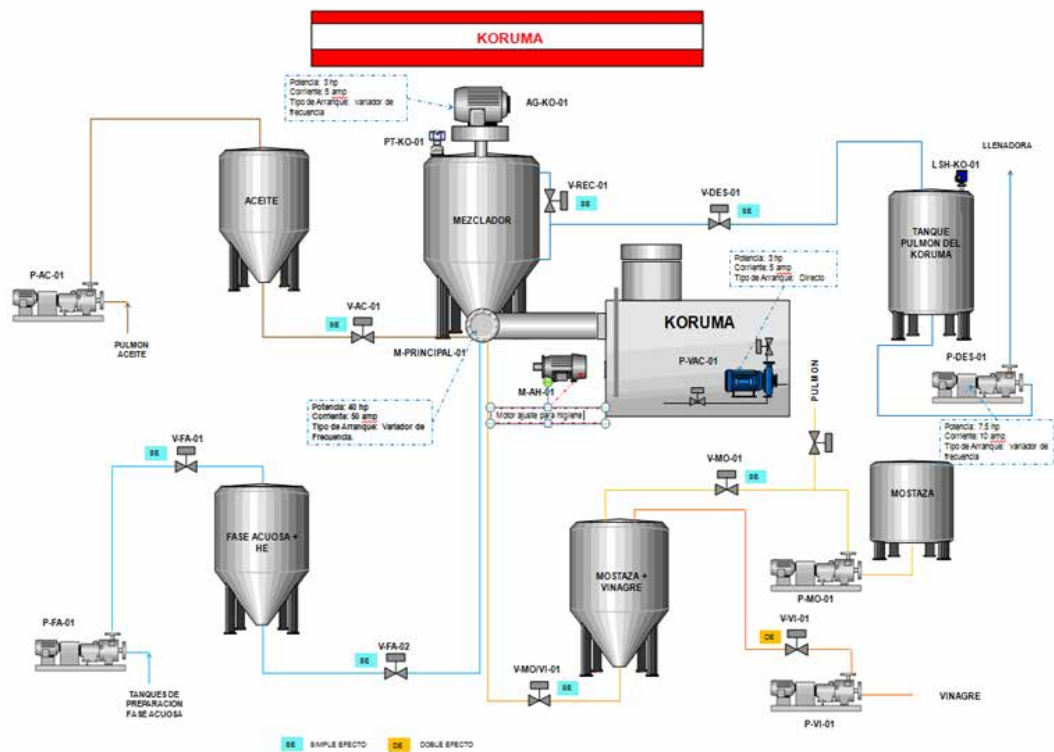 KORUMA
Potencia: 3 hp
Corriente: 5 amp
Tipo de Arranque: variador de
frecuencia
AG-KO-01
PT-KO-01
LLENADORA
LSH-KO-01
V-REC-01
SE
V-DES-01
SE
ACEITE
MEZCLADOR
TANQUE
PULMON DEL
KORUMA
Potencia: 3 hp
Corriente: 5 amp
Tipo de Arranque: Directo
P-AC-01
V-AC-01
SE
PULMON
ACEITE
M-PRINCIPAL-01
KORUMA
P-VAC-01
P-DES-01
M-AH-01
Motor ajuste para higiene
PULMON
Potencia: 40 hp
Corriente: 50 amp
Tipo de Arranque: Variador de
Frecuencia.
Potencia: 7.5 hp
Corriente: 10 amp
Tipo de Arranque: variador de
frecuencia
V-FA-01
SE
V-MO-01
SE
MOSTAZA
FASE ACUOSA +
HE
MOSTAZA +
VINAGRE
P-MO-01
P-FA-01
V-VI-01
DE
V-FA-02
SE
V-MO/VI-01
SE
TANQUES DE
PREPARACION
FASE ACUOSA
VINAGRE
P-VI-01
SE SIMPLE EFECTO
DE DOBLE EFECTO